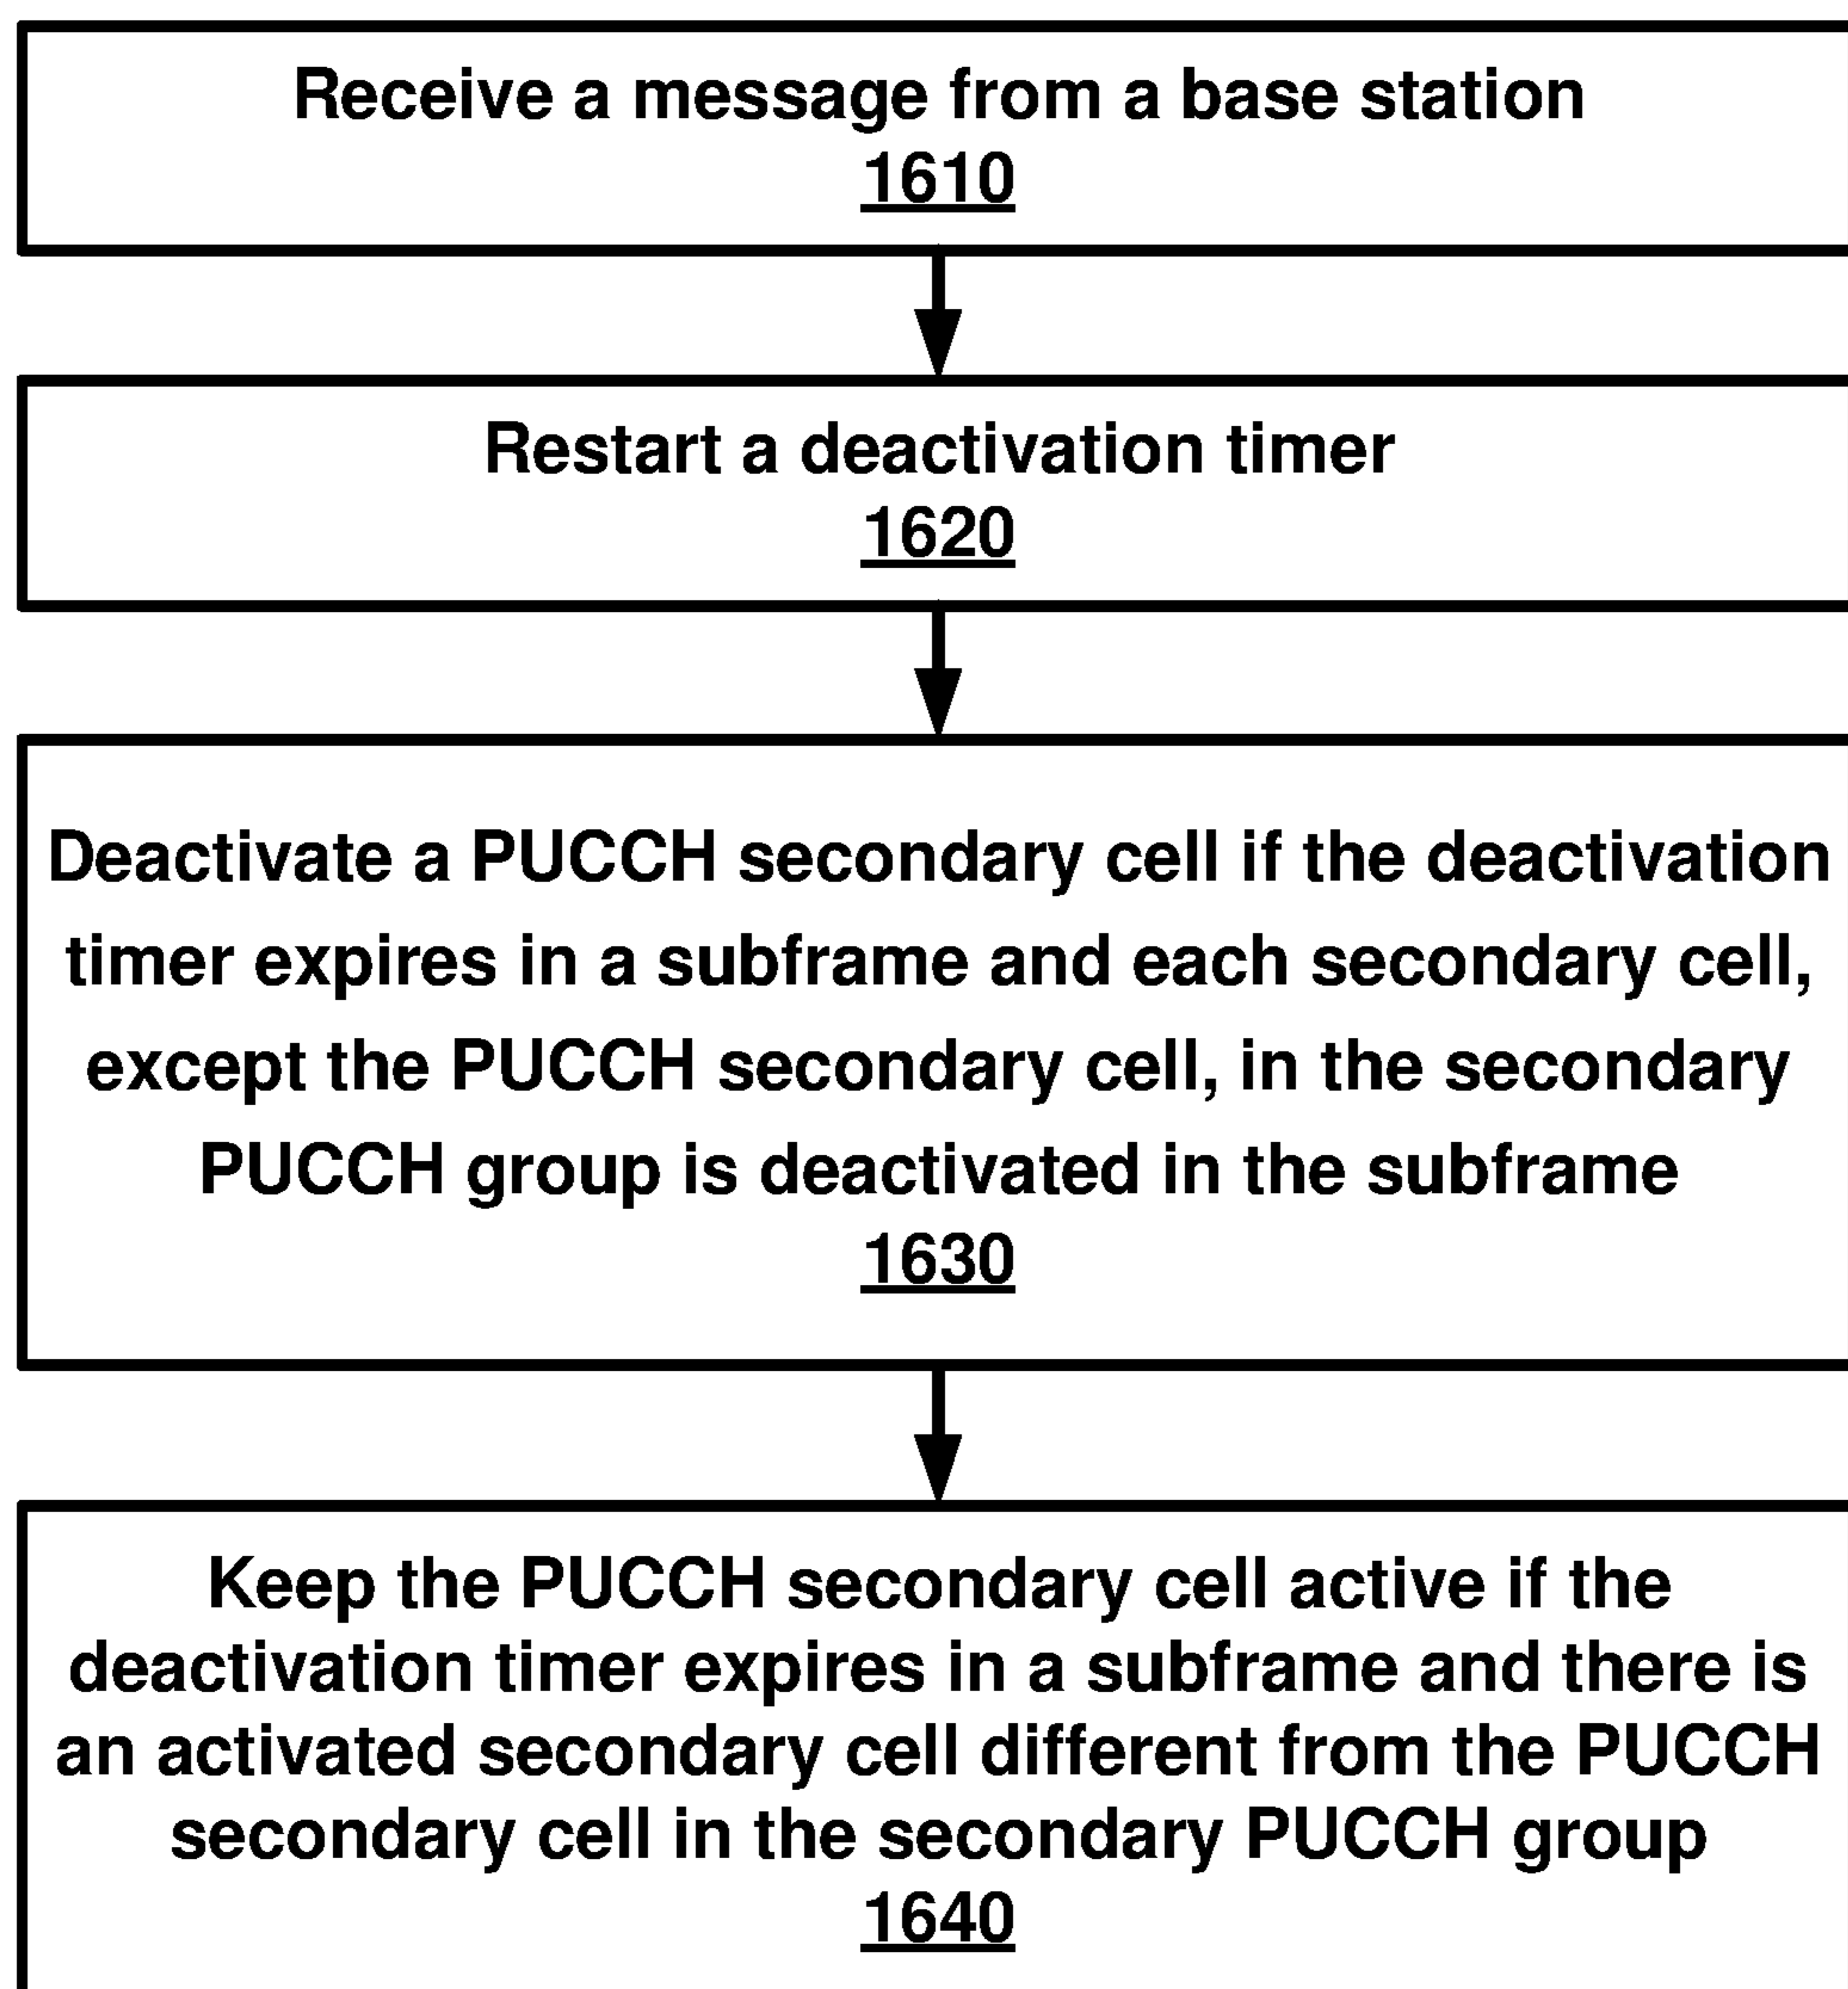 Receive a message from a base station
1610
Restart a deactivation timer
1620
Deactivate a PUCCH secondary cell if the deactivation
timer expires in a subframe and each secondary cell,
except the PUCCH secondary cell, in the secondary
PUCCH group is deactivated in the subframe
1630
Keep the PUCCH secondary cell active if the
deactivation timer expires in a subframe and there is
an activated secondary cell different from the PUCCH
secondary cell in the secondary PUCCH group
1640